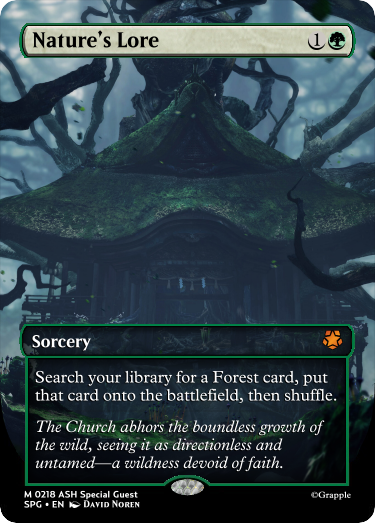 Nature's Lore 1
Sorcery
Search your library for a Forest card, put
that card onto the battlefield, then shuffle.
The Church abhors the boundless growth of
the wild, seeing it as directionless and
untamed—a wildness devoid of faith.
M 0218 ASH Special Guest
SPG • EN DAVID NOREN
©Grapple